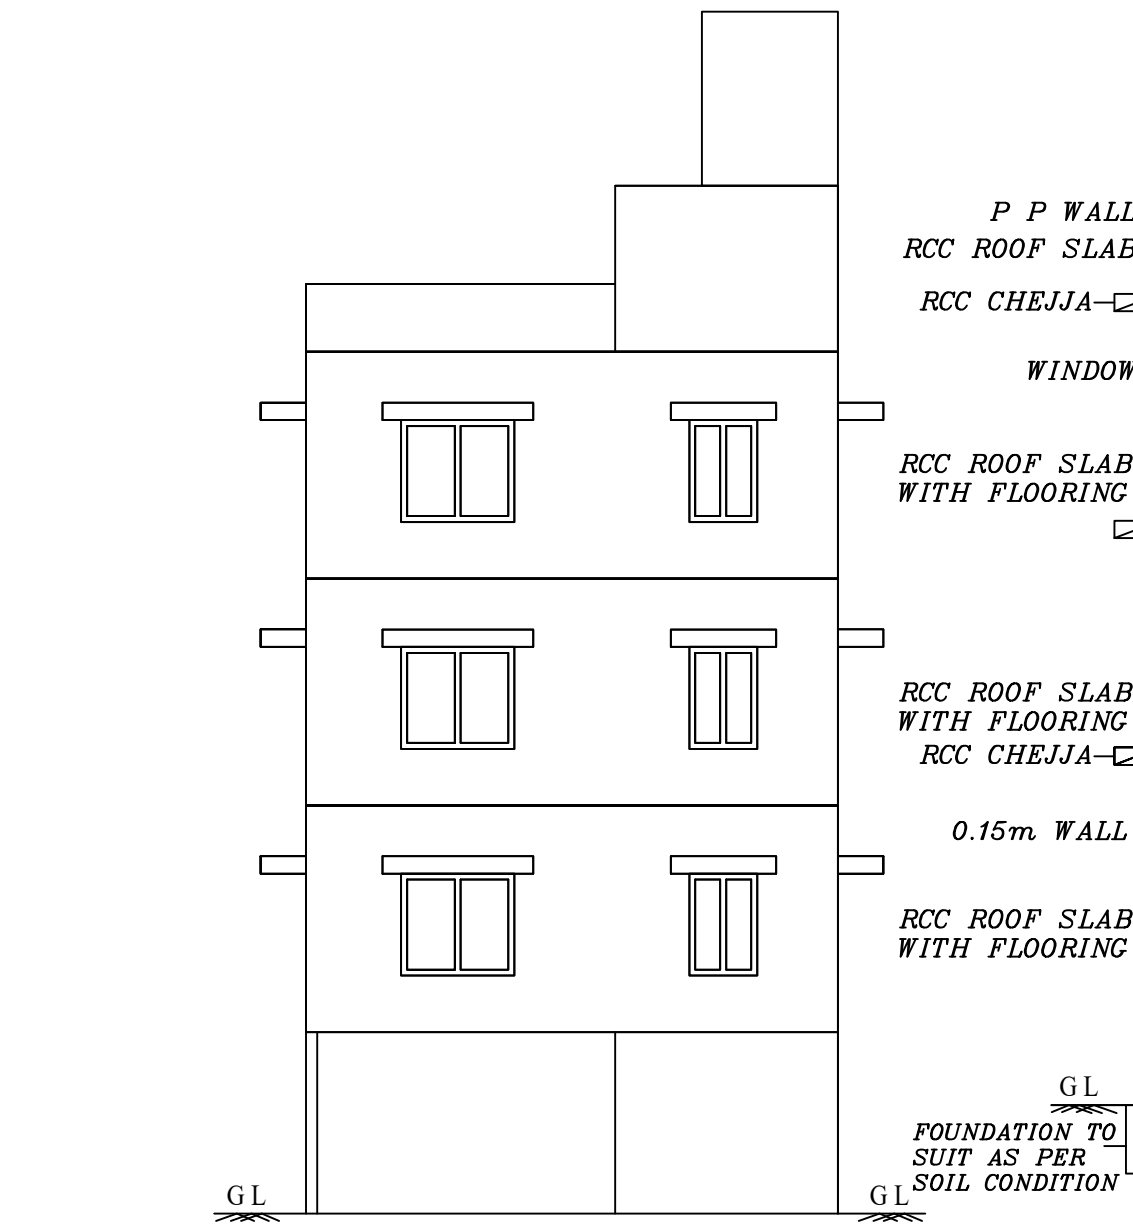 P P WALL
RCC ROOF SLAB
RCC CHEJJA
WINDOW
RCC ROOF SLAB
WITH FLOORING
RCC ROOF SLAB
WITH FLOORING
RCC CHEJJA
0.15m WALL
RCC ROOF SLAB
WITH FLOORING
GL
FOUNDATION TO
SUIT AS PER
SOIL CONDITION
GL
GL